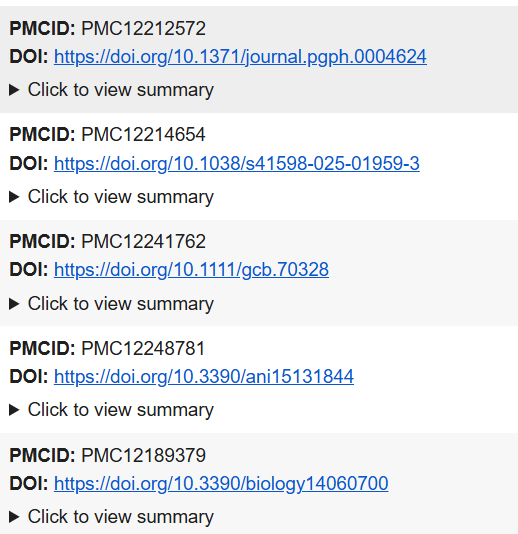 PMCID: PMC12212572
DOI: https://doi.org/10.1371/journal.pgph.0004624
▶ Click to view summary
PMCID: PMC12214654
DOI: https://doi.org/10.1038/s41598-025-01959-3
▶ Click to view summary
PMCID: PMC12241762
DOI: https://doi.org/10.1111/gcb.70328
▶ Click to view summary
PMCID: PMC12248781
DOI: https://doi.org/10.3390/ani15131844
▶ Click to view summary
PMCID: PMC12189379
DOI: https://doi.org/10.3390/biology14060700
▶ Click to view summary